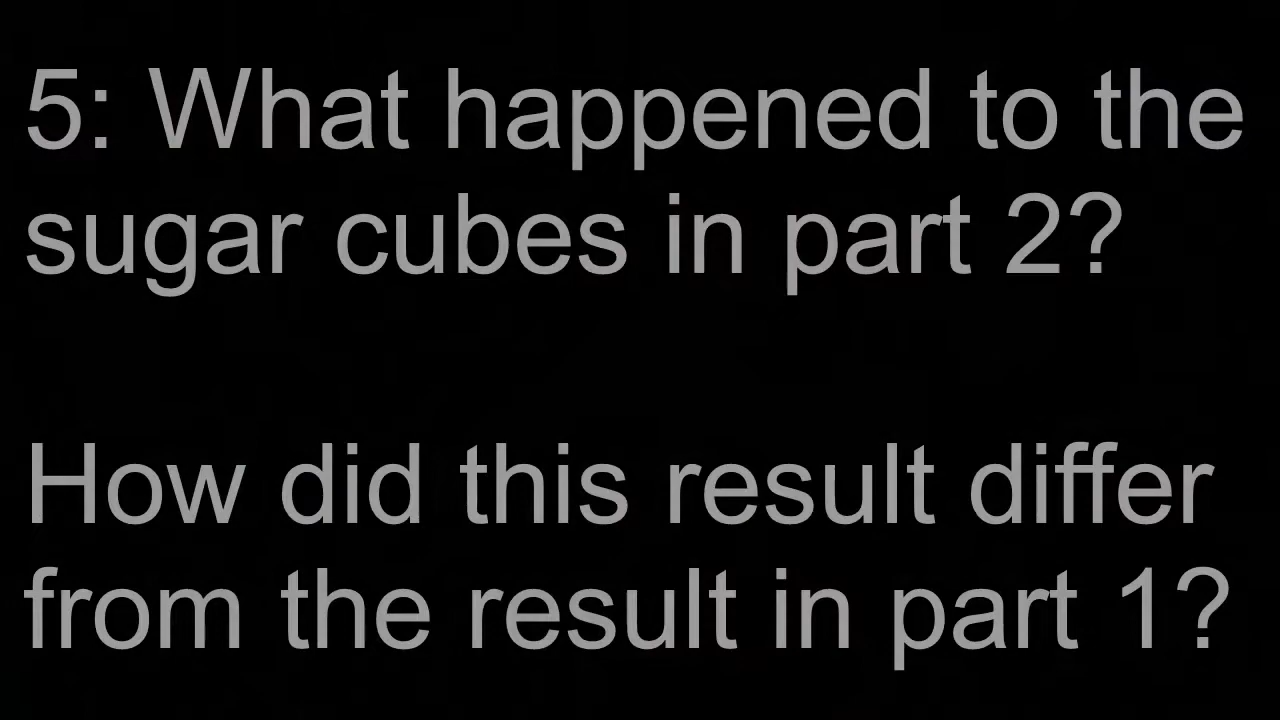 5: What happened to the
sugar cubes in part 2?
How did this result differ
from the result in part 1?